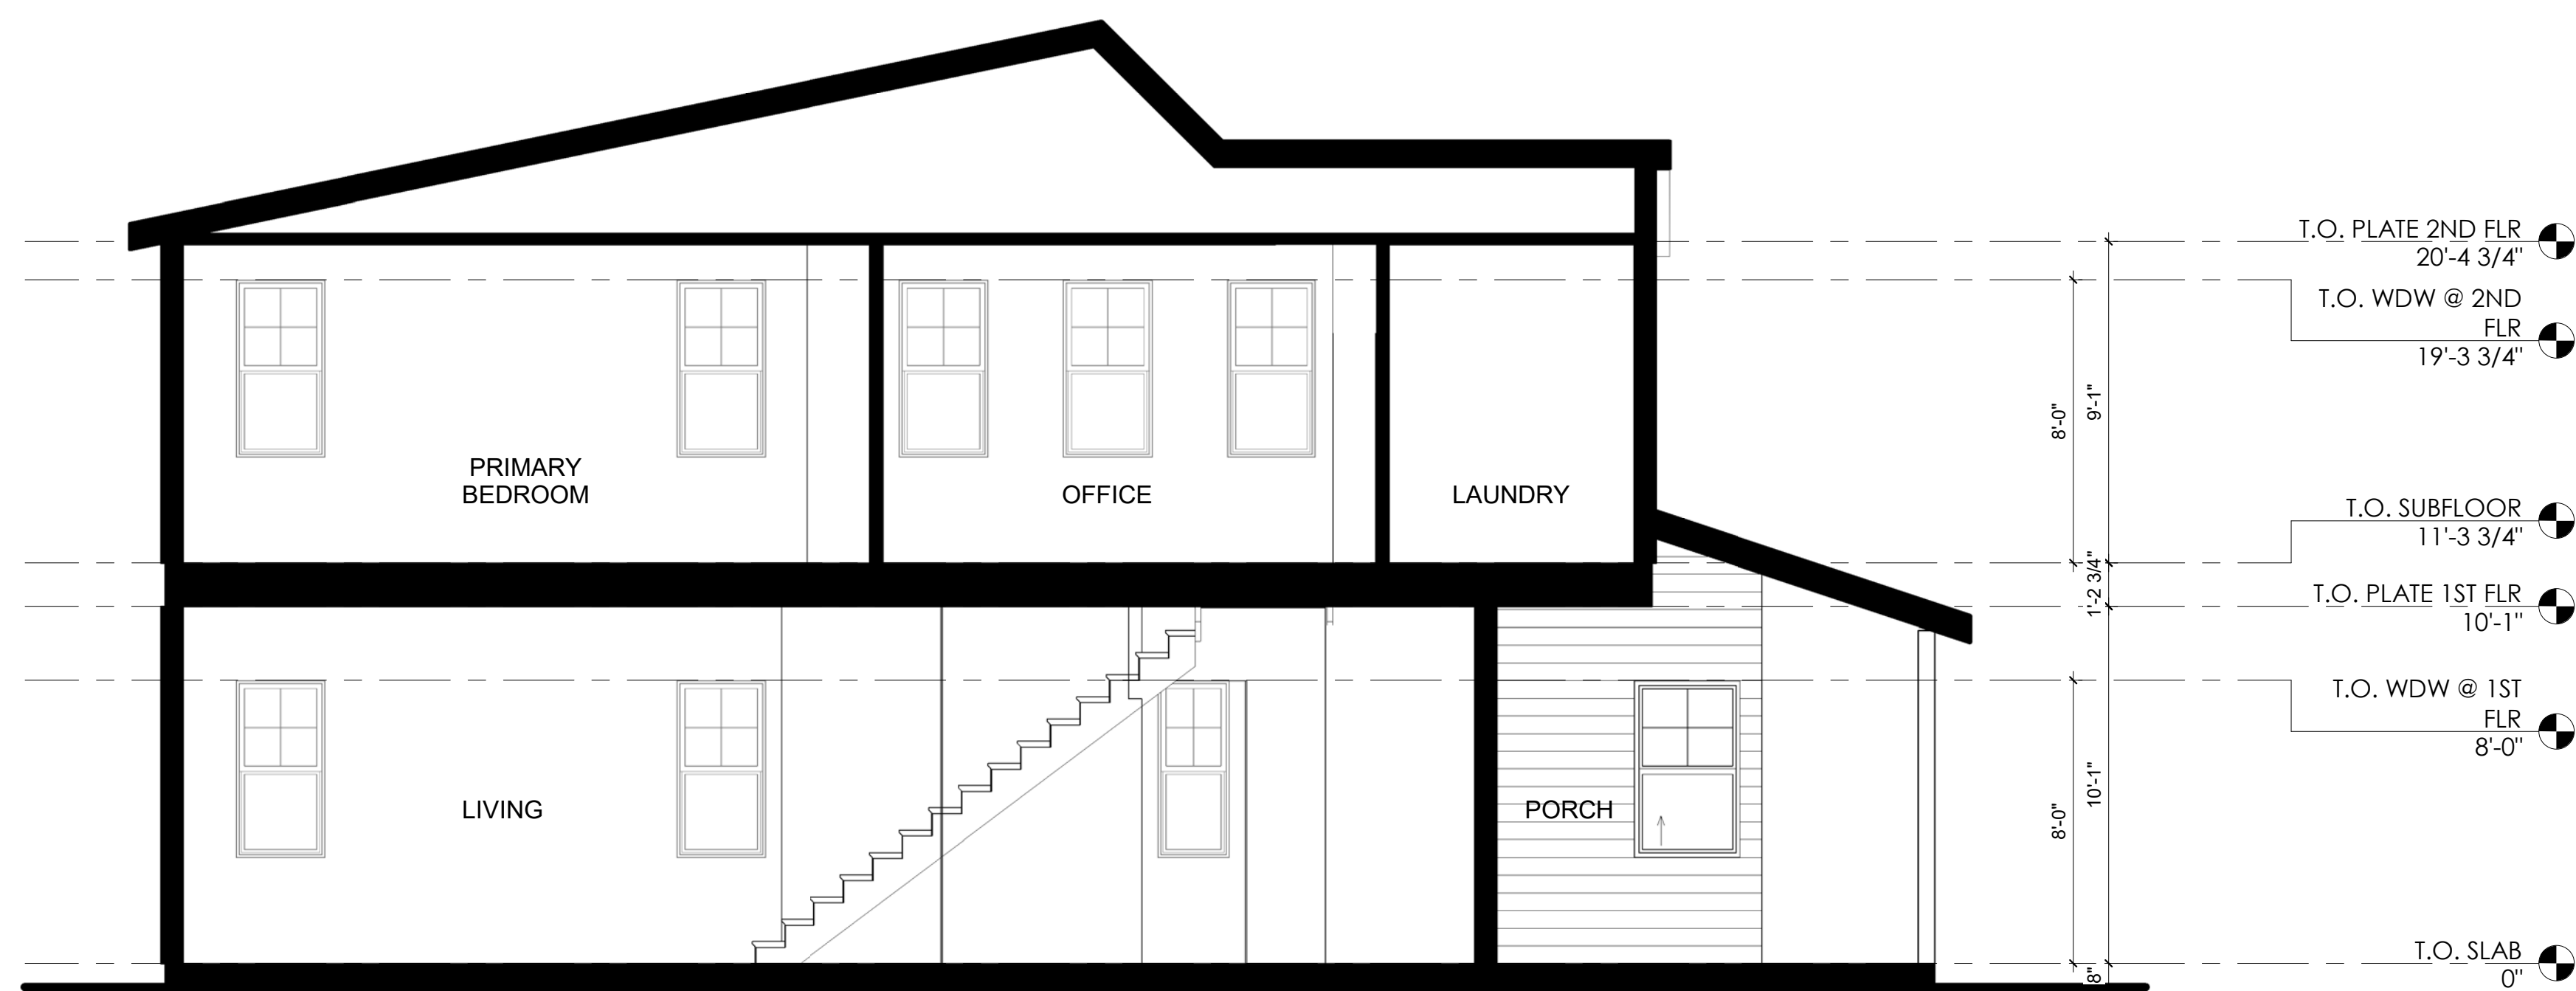 T.O. PLATE 2ND FLR
20'-4 3/4"
T.O. WDW @ 2ND
FLR
19'-3 3/4"
8'-0"
9'-1"
PRIMARY
BEDROOM
OFFICE
LAUNDRY
T.O. SUBFLOOR
11'-3 3/4"
1'-2 3/4"
T.O. PLATE 1ST FLR
10'-1"
T.O. WDW @ 1ST
FLR
8'-0"
LIVING
PORCH
8'-0"
10'-1"
T.O. SLAB
0"
8"